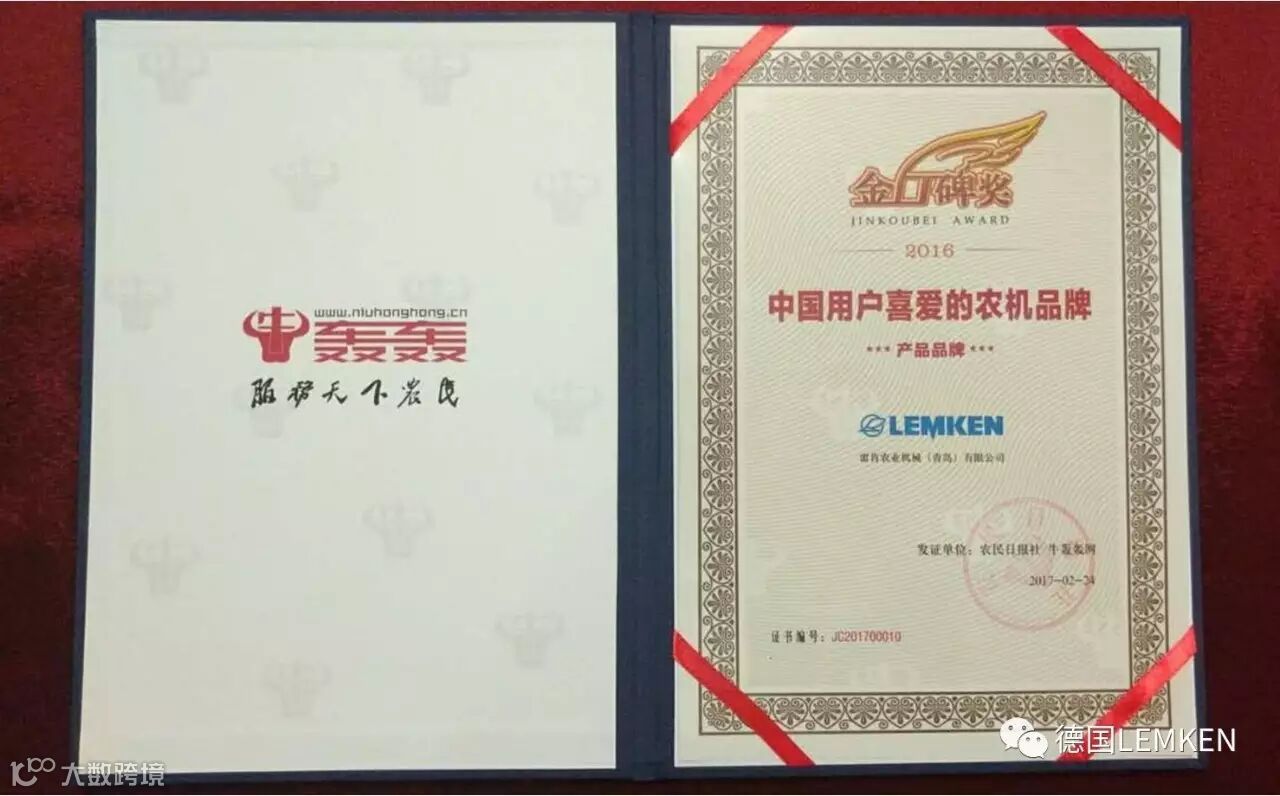 www.niuhonghong.cn
牛轰轰
服务天下农民
金口碑奖
JINKOUBEI AWARD
2016
中国用户喜爱的农机品牌
*** 产品品牌 ***
LEMKEN
雷肯农业机械(青岛)有限公司
发证单位:农民日报社 牛轰轰网
2017-02-24
证书编号:JC201700010
德国LEMKEN
大数跨境